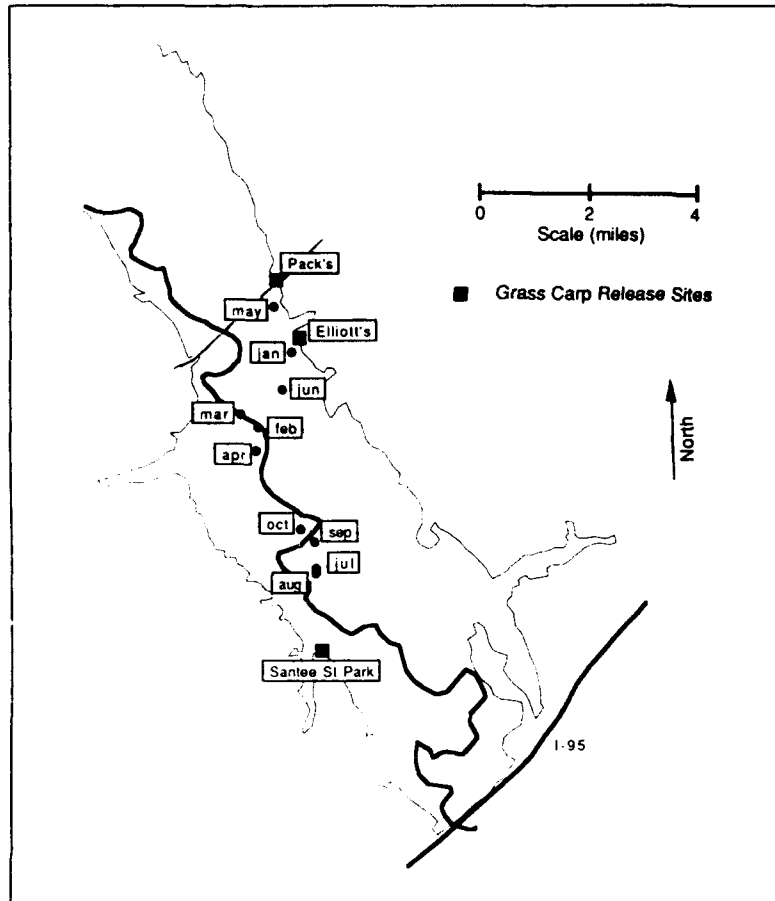 0 2 4
Scale (miles)
Grass Carp Release Sites
Pack's
may
Elliott's
jan
jun
mar
feb
apr
North
oct
sep
jul
aug
Santee St Park
I-95